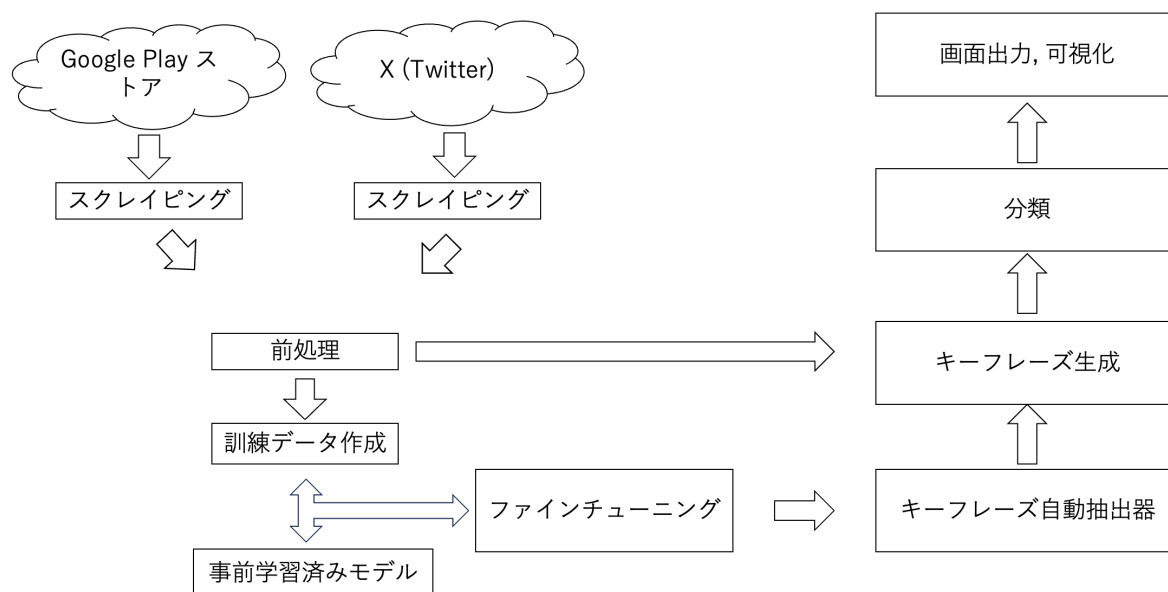 Google Play ス
トア
X (Twitter)
画面出力, 可視化
スクレイピング
スクレイピング
分類
前処理
キーフレーズ生成
訓練データ作成
ファインチューニング
キーフレーズ自動抽出器
事前学習済みモデル